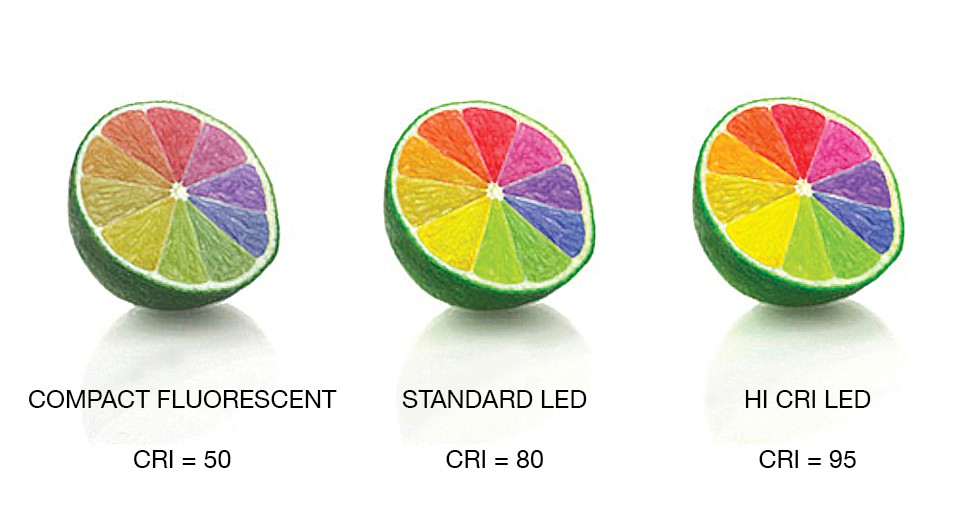 COMPACT FLUORESCENT
STANDARD LED
HI CRI LED
CRI = 50
CRI = 80
CRI = 95